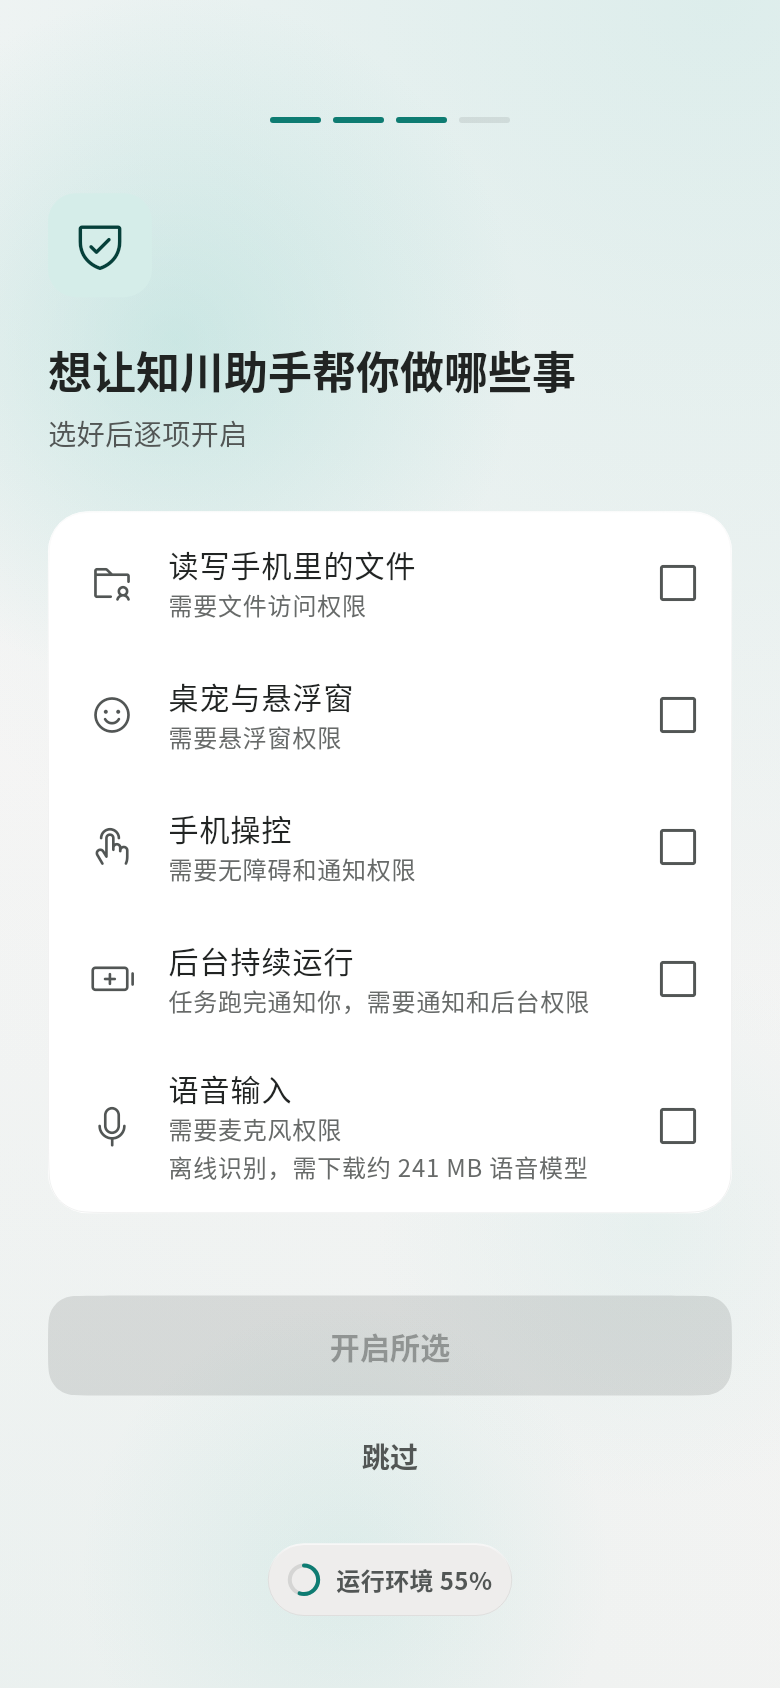 想让知川助手帮你做哪些事
选好后逐项开启
读写手机里的文件
需要文件访问权限
桌宠与悬浮窗
需要悬浮窗权限
手机操控
需要无障碍和通知权限
后台持续运行
任务跑完通知你，需要通知和后台权限
语音输入
需要麦克风权限
离线识别，需下载约 241 MB 语音模型
开启所选
跳过
运行环境 55%